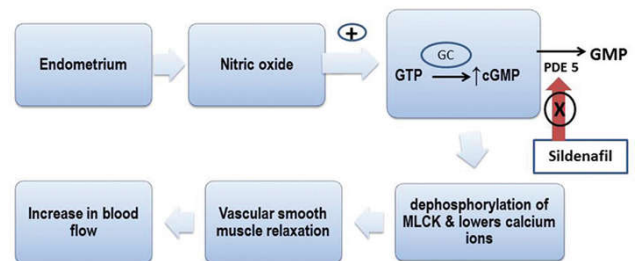 Endometrium
Nitric oxide
+
GC
GTP
↑cGMP
PDE 5
GMP
X
Sildenafil
dephosphorylation of
MLCK & lowers calcium
ions
Vascular smooth
muscle relaxation
Increase in blood
flow